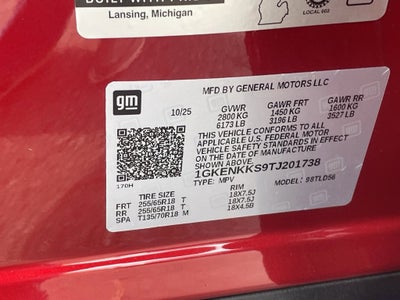 Lansing, Michigan
LOCAL 602
gm
MFD BY GENERAL MOTORS LLC
10/25
GVWR
2800 KG
6173 LB
GAWR FRT
1450 KG
3196 LB
GAWR RR
1600 KG
3527 LB
THIS VEHICLE CONFORMS TO ALL
APPLICABLE U.S. FEDERAL MOTOR
VEHICLE SAFETY STANDARDS IN EFFECT
ON THE DATE OF MANUFACTURE
SHOWN ABOVE.
1GKENKKS9TJ201738
TYPE: MPV
MODEL: S8TLD56
170H
TIRE SIZE
RIM
FRT 255/65R18 T 18X7.5J
RR 255/65R18 T 18X7.5J
SPA T135/70R18 M 18X4.5B